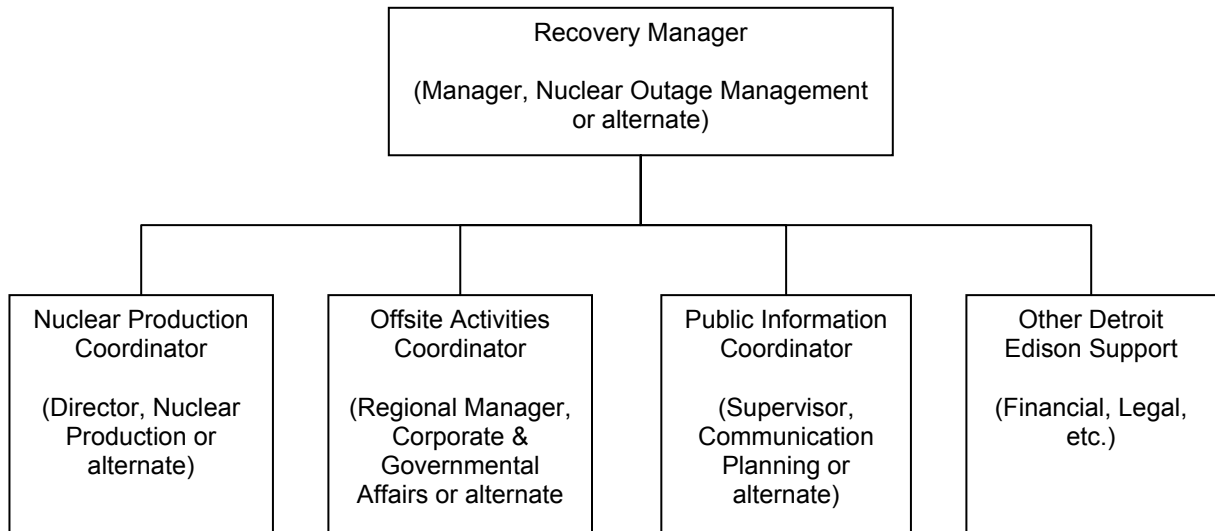 Recovery Manager
(Manager, Nuclear Outage Management
or alternate)
Nuclear Production
Coordinator
(Director, Nuclear
Production or
alternate)
Offsite Activities
Coordinator
(Regional Manager,
Corporate &
Governmental
Affairs or alternate
Public Information
Coordinator
(Supervisor,
Communication
Planning or
alternate)
Other Detroit
Edison Support
(Financial, Legal,
etc.)